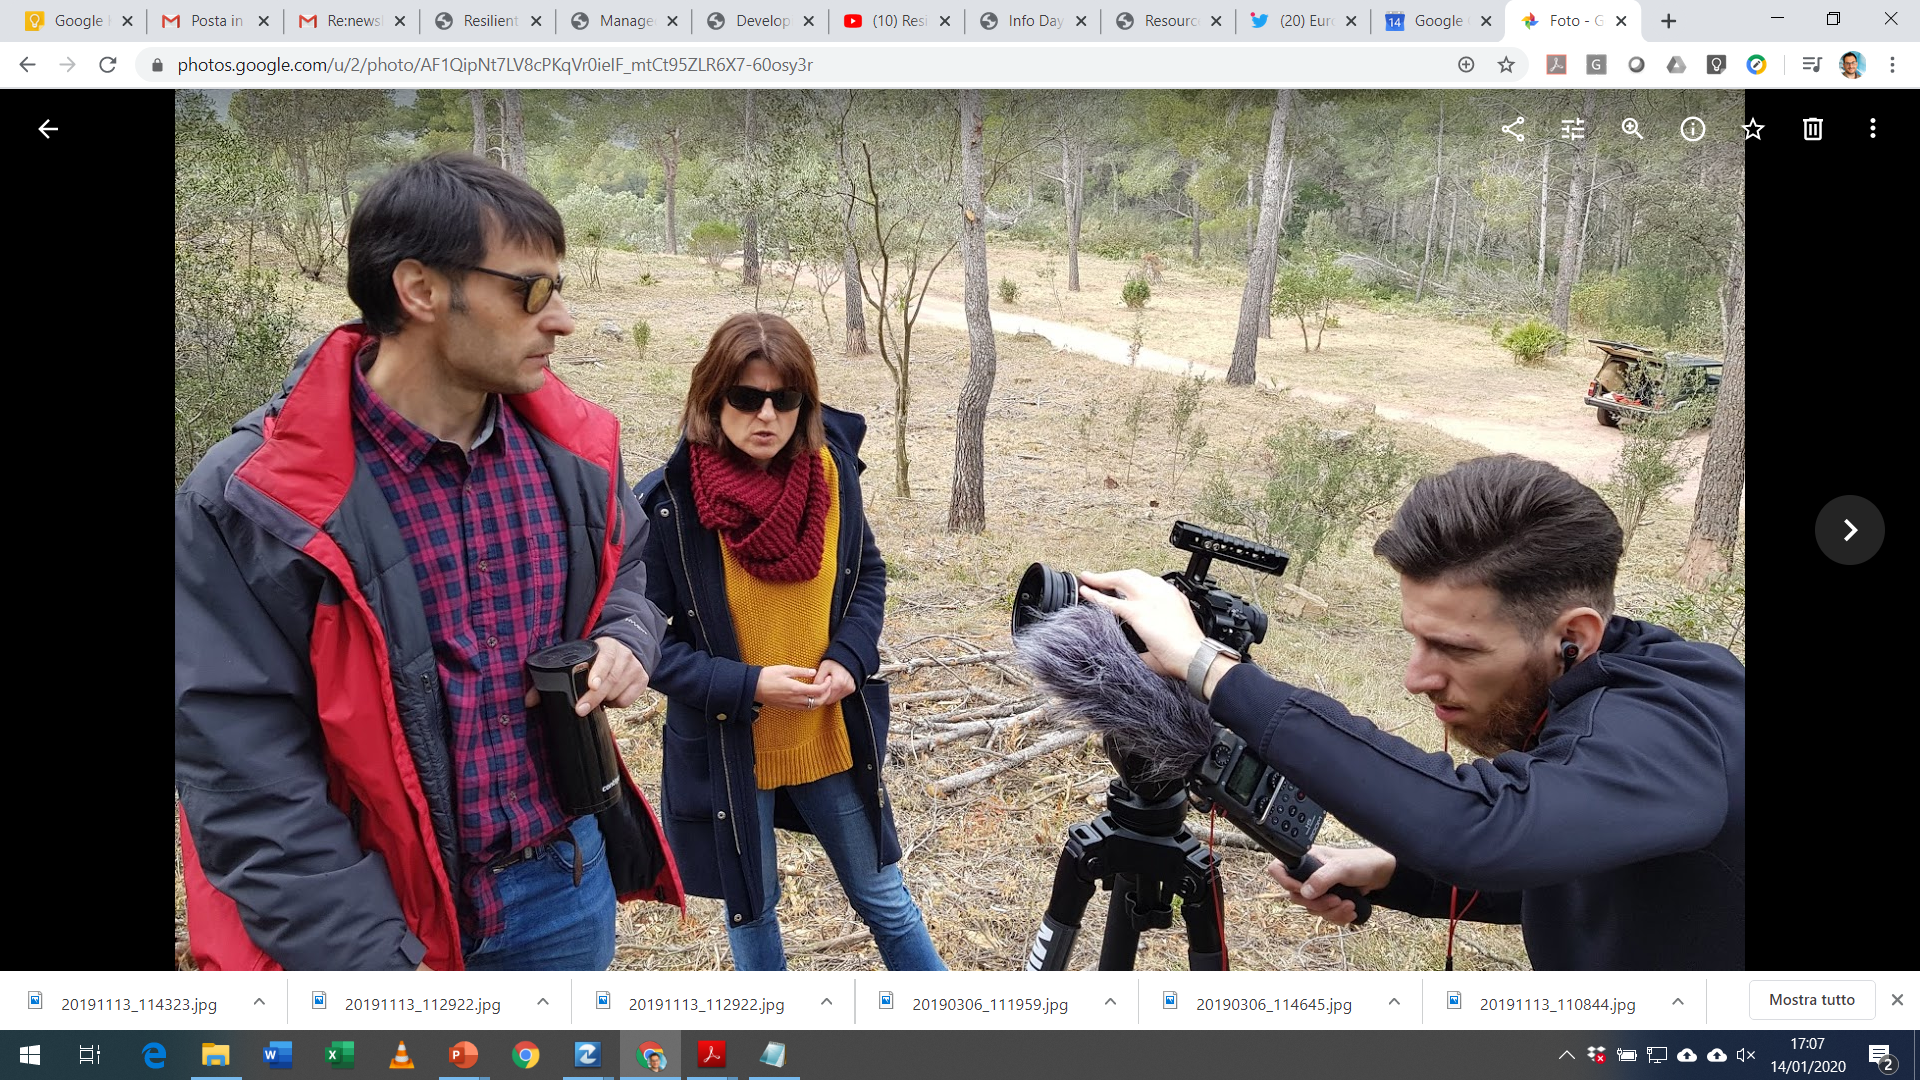 Google
Posta in
Re:news
Resilient
Manage
Develop
(10) Resi
Info Day
Resourc
(20) Eur
14
Google
Foto - G
photos.google.com/u/2/photo/AF1QipNt7LV8cPKqVr0ielF_mtCt95ZLR6X7-60osy3r
20191113_114323.jpg
20191113_112922.jpg
20191113_112922.jpg
20190306_111959.jpg
20190306_114645.jpg
20191113_110844.jpg
Mostra tutto
17:07
14/01/2020
2